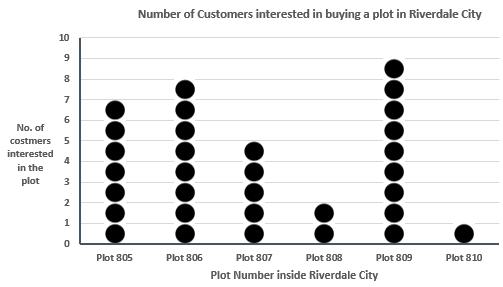 Number of Customers interested in buying a plot in Riverdale City
10
9
8
7
6
5
4
3
2
1
0
No. of
costmers
interested
in the
plot
Plot 805 Plot 806 Plot 807 Plot 808 Plot 809 Plot 810
Plot Number inside Riverdale City